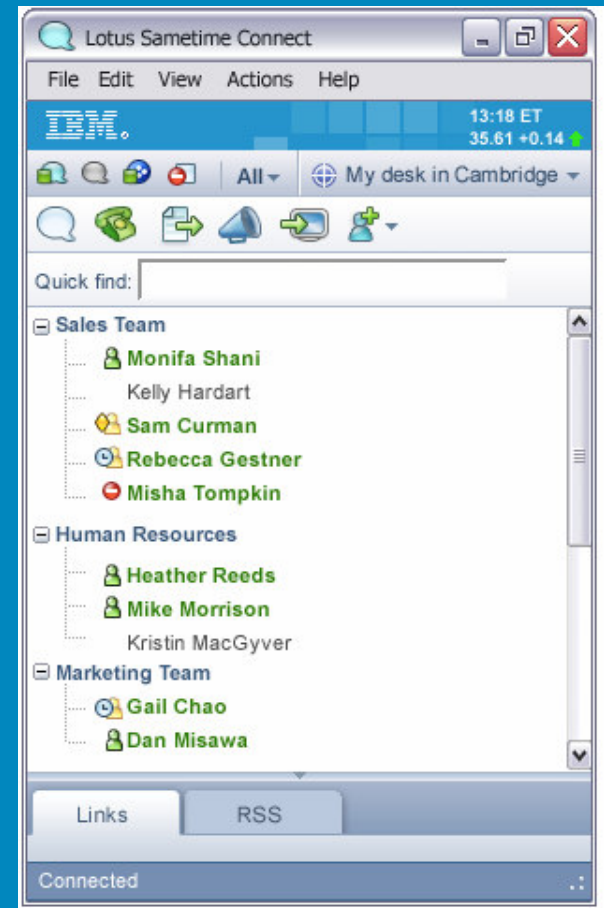 Lotus Sametime Connect
File Edit View Actions Help
IBM.
13:18 ET
35.61 +0.14
All
My desk in Cambridge
Quick find:
Sales Team
Monifa Shani
Kelly Hardart
Sam Curman
Rebecca Gestner
Misha Tompkin
Human Resources
Heather Reeds
Mike Morrison
Kristin MacGyver
Marketing Team
Gail Chao
Dan Misawa
Links RSS
Connected